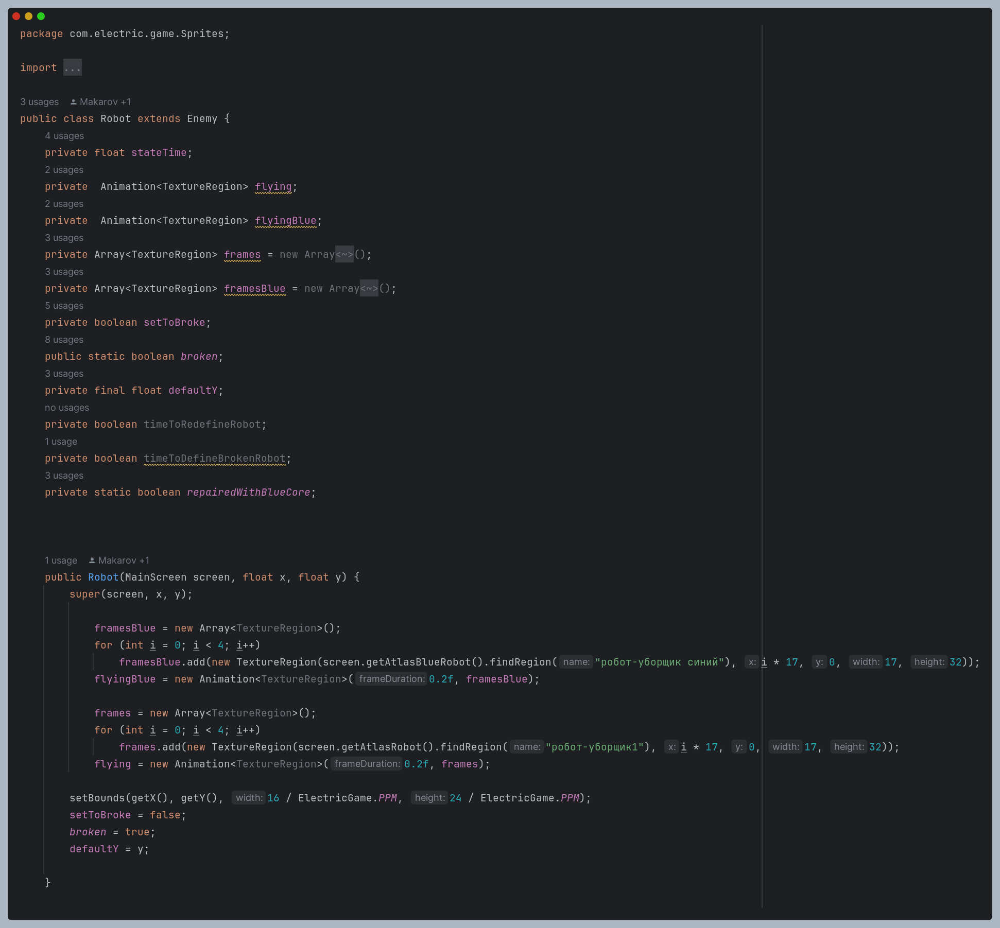 package com.electric.game.Sprites;
import ...
3 usages Makarov +1
public class Robot extends Enemy {
4 usages
private float stateTime;
2 usages
private  Animation<TextureRegion> flying;
2 usages
private  Animation<TextureRegion> flyingBlue;
3 usages
private Array<TextureRegion> frames = new Array<~>();
3 usages
private Array<TextureRegion> framesBlue = new Array<~>();
5 usages
private boolean setToBroke;
8 usages
public static boolean broken;
3 usages
private final float defaultY;
no usages
private boolean timeToRedefineRobot;
1 usage
private boolean timeToDefineBrokenRobot;
3 usages
private static boolean repairedWithBlueCore;
1 usage Makarov +1
public Robot(MainScreen screen, float x, float y) {
super(screen, x, y);
framesBlue = new Array<TextureRegion>();
for (int i = 0; i < 4; i++)
framesBlue.add(new TextureRegion(screen.getAtlasBlueRobot().findRegion( name: "робот-уборщик синий"), x: i * 17, y: 0, width: 17, height: 32));
flyingBlue = new Animation<TextureRegion>( frameDuration: 0.2f, framesBlue);
frames = new Array<TextureRegion>();
for (int i = 0; i < 4; i++)
frames.add(new TextureRegion(screen.getAtlasRobot().findRegion( name: "робот-уборщик1"), x: i * 17, y: 0, width: 17, height: 32));
flying = new Animation<TextureRegion>( frameDuration: 0.2f, frames);
setBounds(getX(), getY(), width: 16 / ElectricGame.PPM, height: 24 / ElectricGame.PPM);
setToBroke = false;
broken = true;
defaultY = y;
}